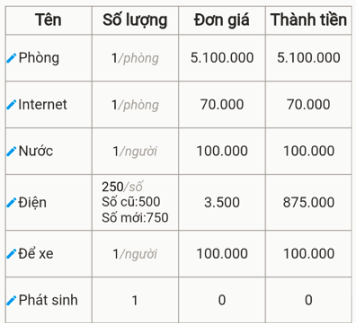 Tên Số lượng Đơn giá Thành tiền
Phòng 1/phòng 5.100.000 5.100.000
Internet 1/phòng 70.000 70.000
Nước 1/người 100.000 100.000
Điện 250/số Số cũ:500 Số mới:750 3.500 875.000
Để xe 1/người 100.000 100.000
Phát sinh 1 0 0